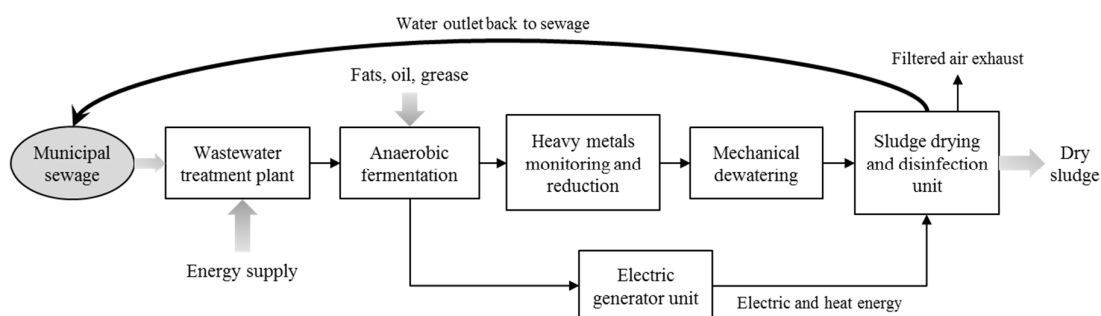 Water outlet back to sewage
Filtered air exhaust
Fats, oil, grease
Municipal
sewage
Wastewater
treatment plant
Anaerobic
fermentation
Heavy metals
monitoring and
reduction
Mechanical
dewatering
Sludge drying
and disinfection
unit
Dry
sludge
Energy supply
Electric
generator unit
Electric and heat energy